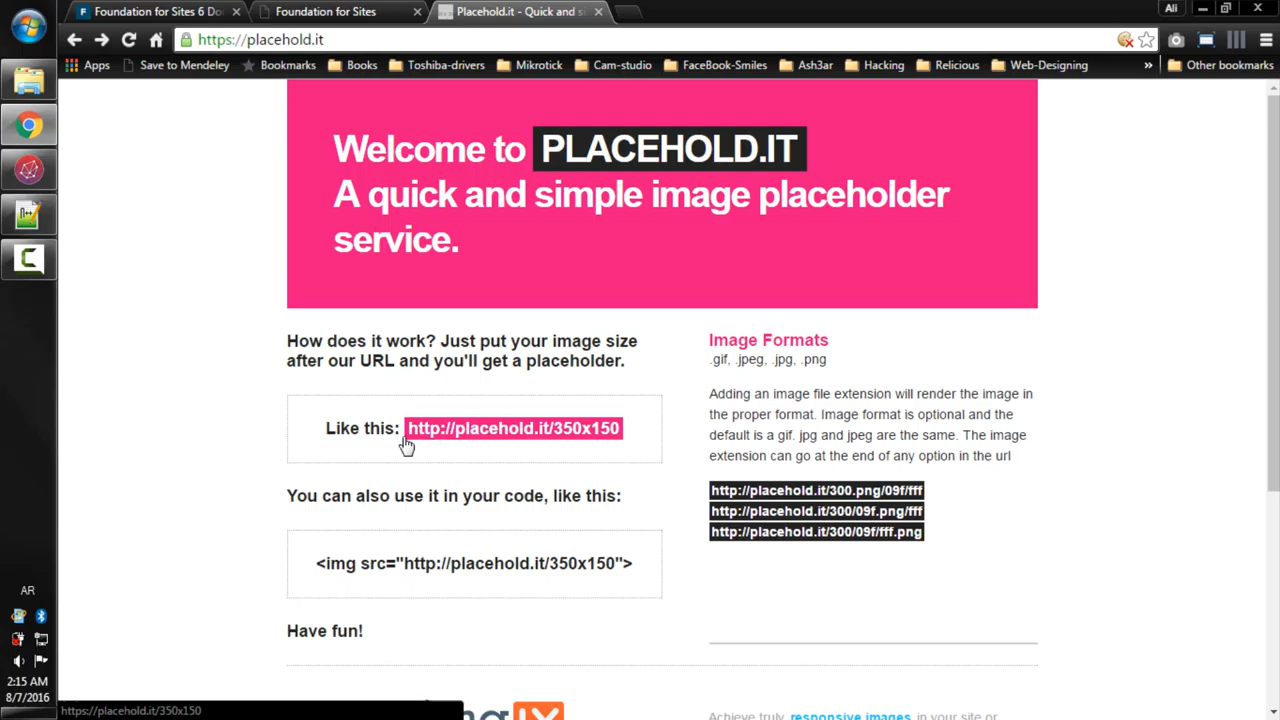 Foundation for Sites 6 Do
Foundation for Sites
Placehold.it - Quick and si
Ali
https://placehold.it
Apps
Save to Mendeley
Bookmarks
Books
Toshiba-drivers
Mikrotick
Cam-studio
FaceBook-Smiles
Ash3ar
Hacking
Relicious
Web-Designing
»
Other bookmarks
Welcome to PLACEHOLD.IT
A quick and simple image placeholder
service.
How does it work? Just put your image size
after our URL and you'll get a placeholder.
Like this: http://placehold.it/350x150
You can also use it in your code, like this:
<img src="http://placehold.it/350x150">
Have fun!
Image Formats
.gif, .jpeg, .jpg, .png
Adding an image file extension will render the image in
the proper format. Image format is optional and the
default is a gif. jpg and jpeg are the same. The image
extension can go at the end of any option in the url
http://placehold.it/300.png/09f/fff
http://placehold.it/300/09f.png/fff
http://placehold.it/300/09f/fff.png
Achieve truly responsive images in your site or
AR
2:15 AM
8/7/2016
https://placehold.it/350x150